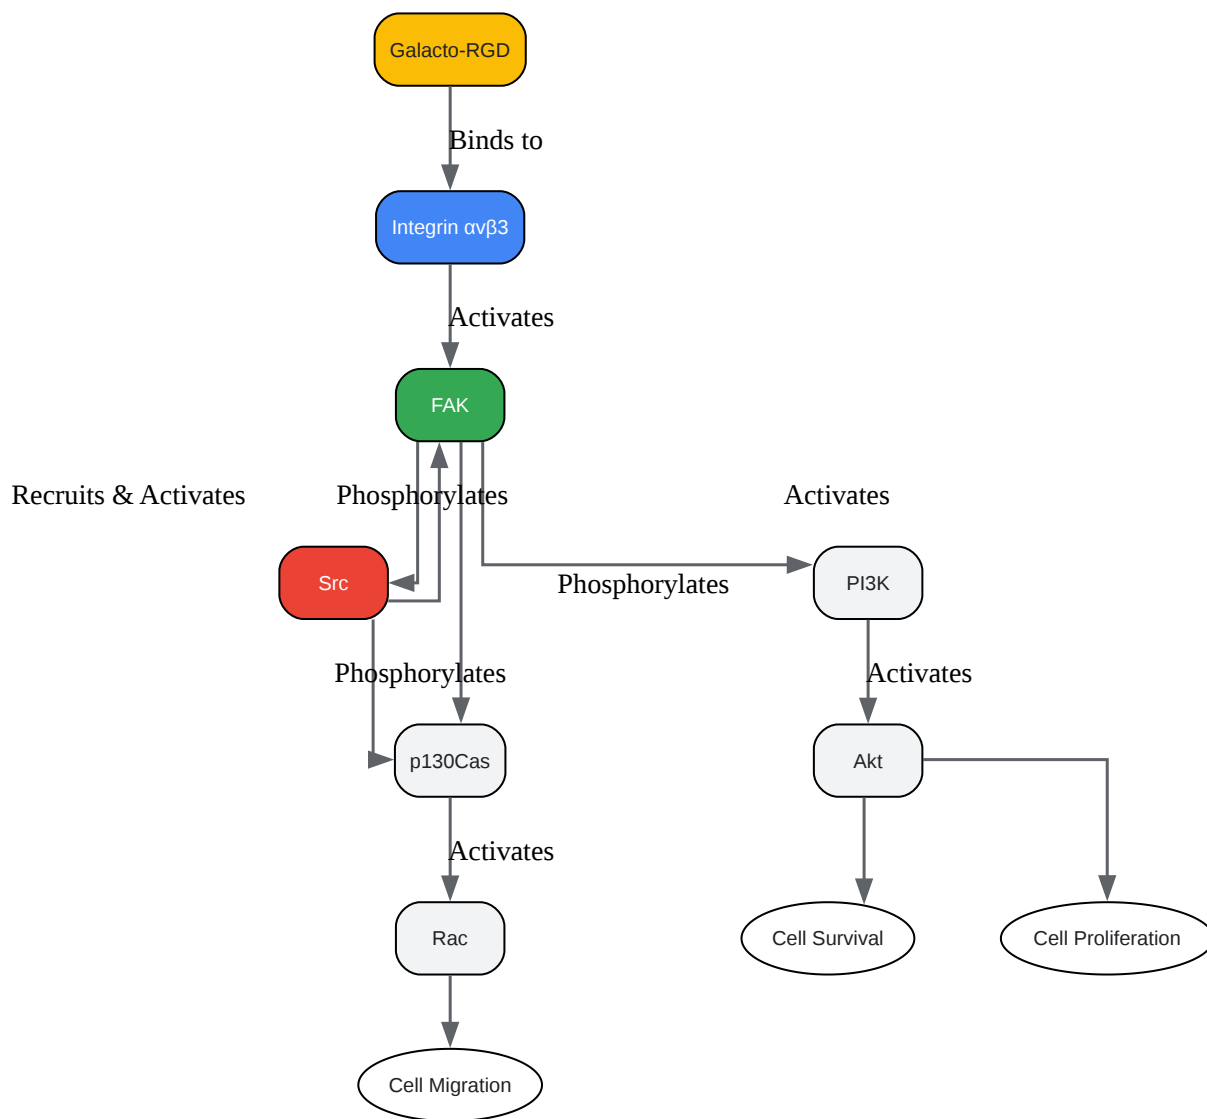 Galacto-RGD
Binds to
Integrin αvβ3
Activates
FAK
Recruits & Activates
Phosphorylates
Activates
Src
Phosphorylates
PI3K
Phosphorylates
Activates
p130Cas
Akt
Activates
Rac
Cell Survival
Cell Proliferation
Cell Migration